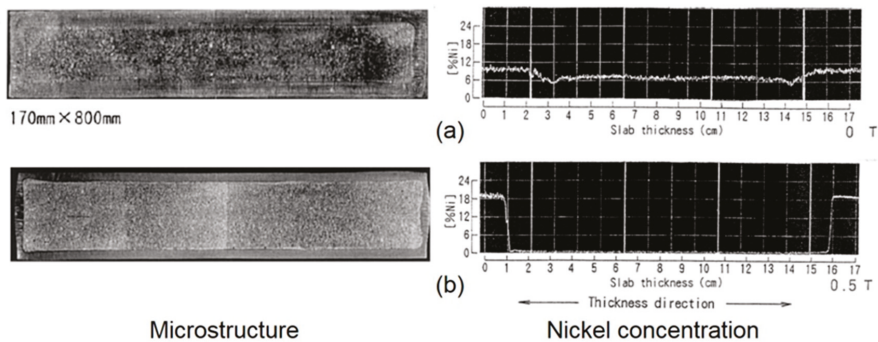 [%Ni]
24
18
12
6
0
0 1 2 3 4 5 6 7 8 9 10 11 12 13 14 15 16 17
Slab thickness (cm)
0 T
170mm×800mm
(a)
[%Ni]
24
18
12
6
0
0 1 2 3 4 5 6 7 8 9 10 11 12 13 14 15 16 17
Slab thickness (cm)
0.5 T
(b)
Thickness direction
Microstructure
Nickel concentration